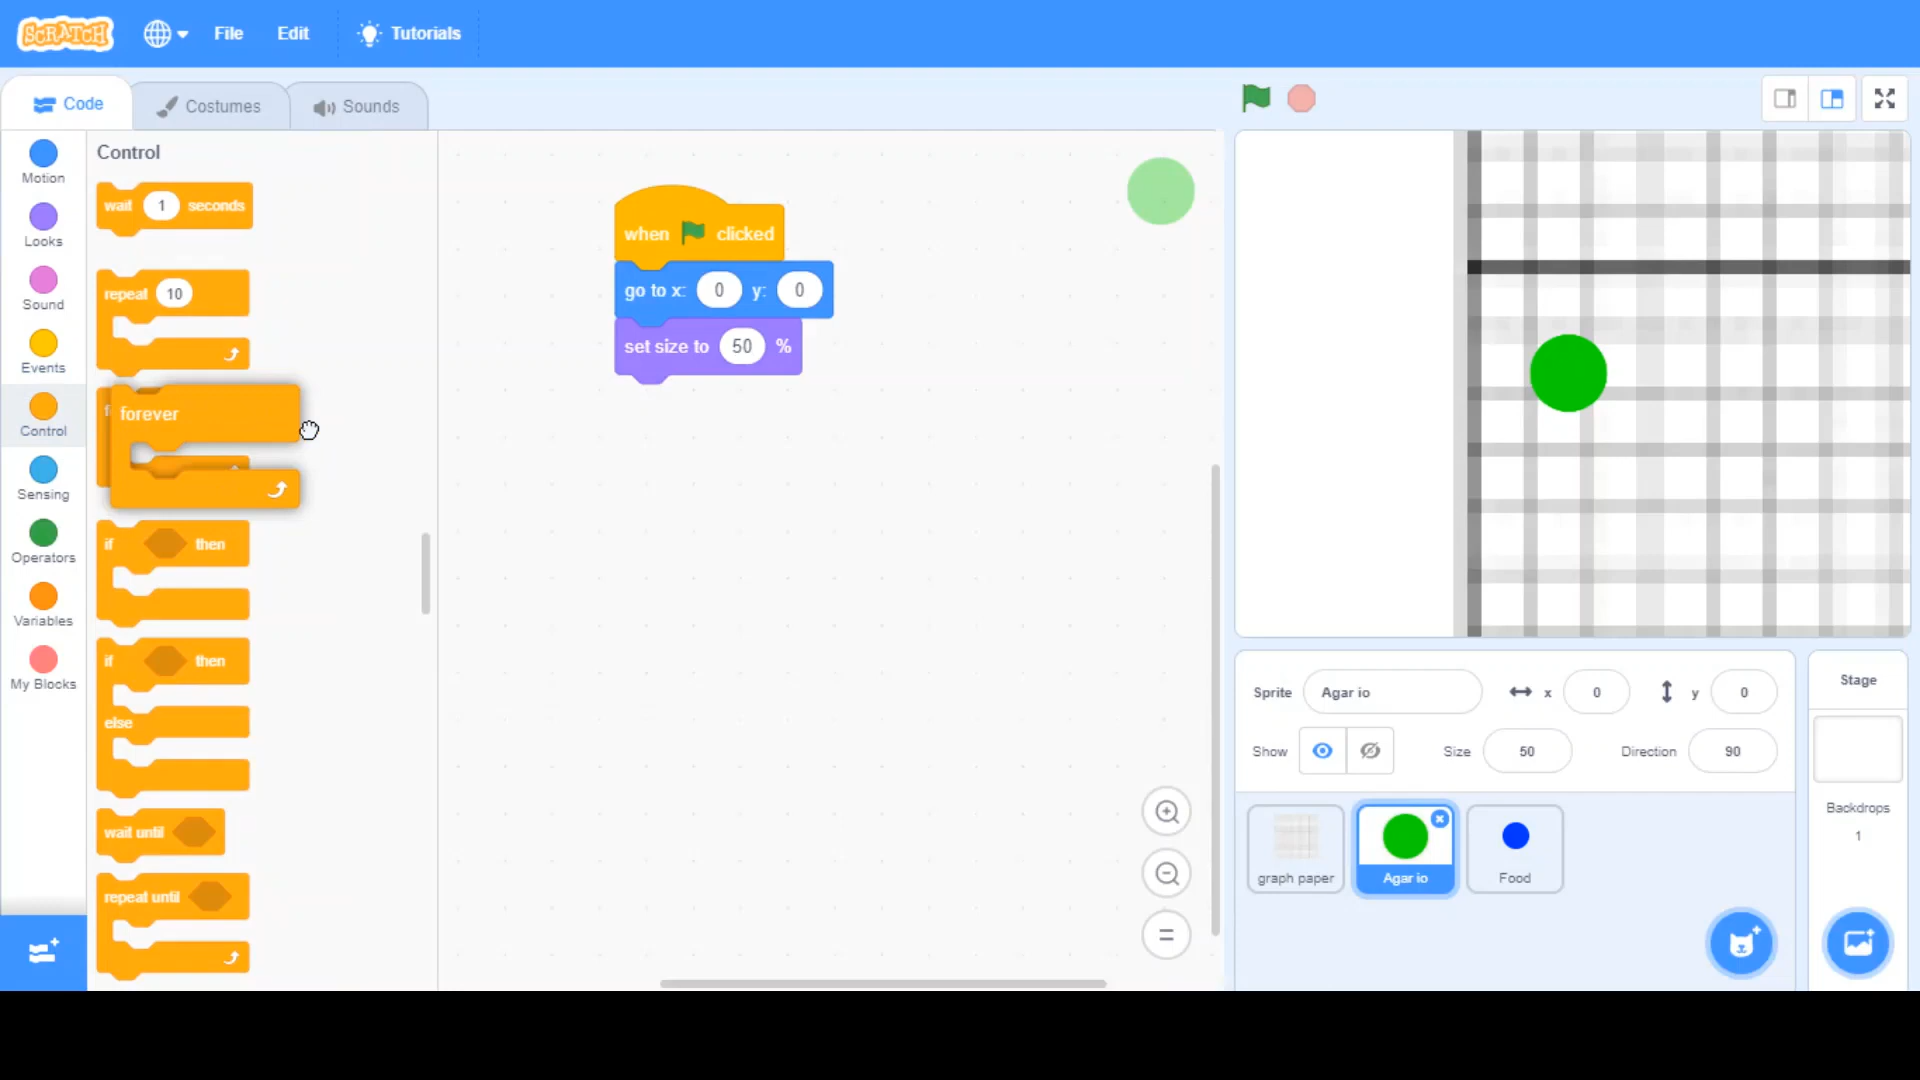 SCRATCH
File
Edit
Tutorials
Code
Costumes
Sounds
Motion
Looks
Sound
Events
Control
Sensing
Operators
Variables
My Blocks
Control
wait 1 seconds
repeat 10
forever
if then
if then
else
wait until
repeat until
when clicked
go to x: 0 y: 0
set size to 50 %
Sprite Agar io x 0 y 0
Show Size 50 Direction 90
graph paper
Agar io
Food
Stage
Backdrops
1